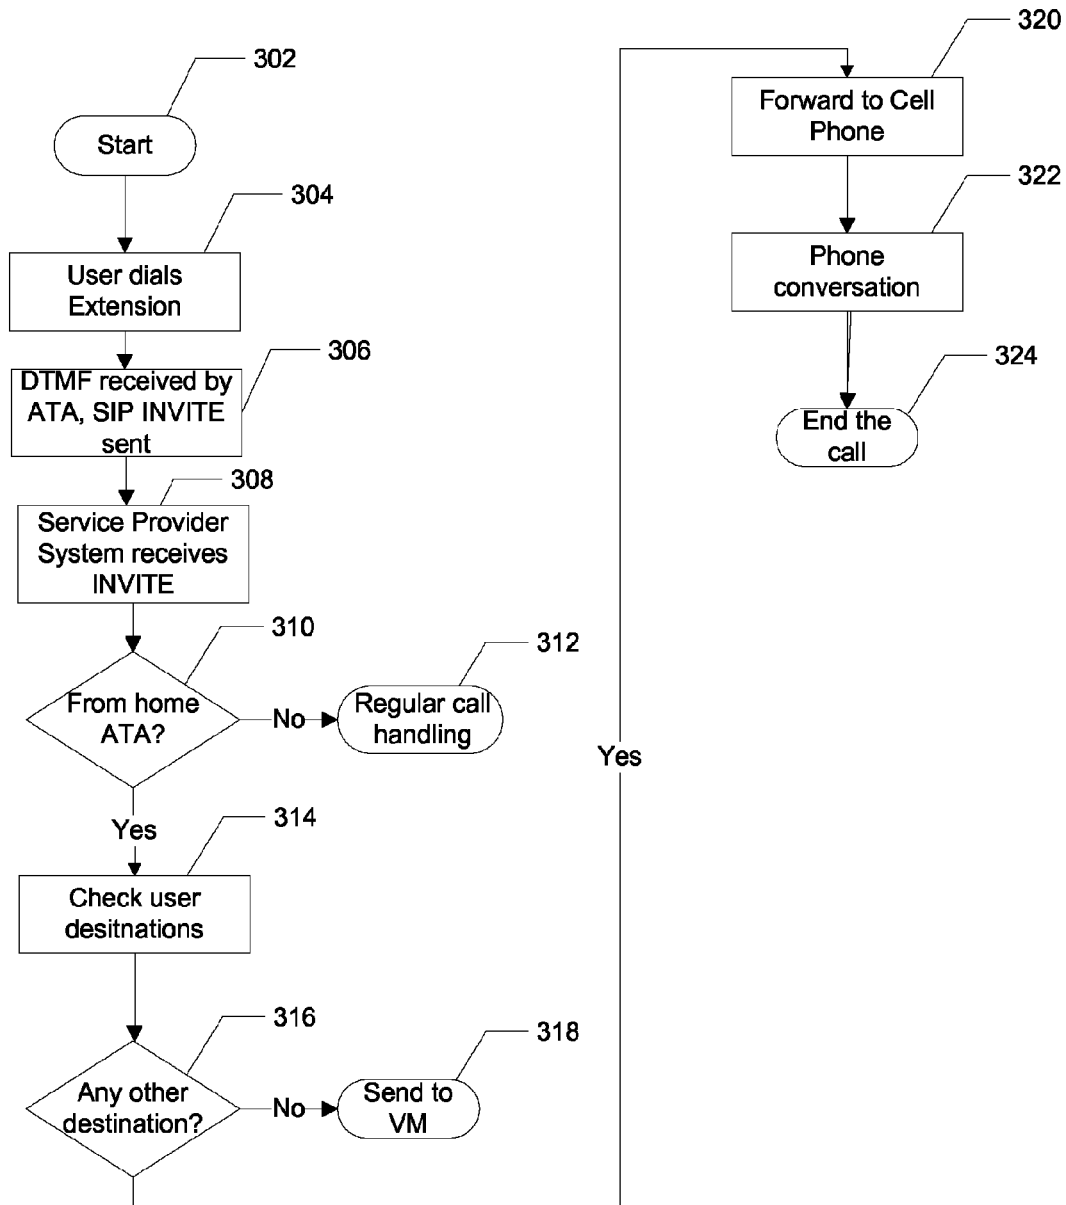 302
Start
304
User dials
Extension
306
DTMF received by
ATA, SIP INVITE
sent
308
Service Provider
System receives
INVITE
310
From home
ATA?
No
312
Regular call
handling
Yes
314
Check user
desitnations
316
Any other
destination?
No
318
Send to
VM
Yes
320
Forward to Cell
Phone
322
Phone
conversation
324
End the
call